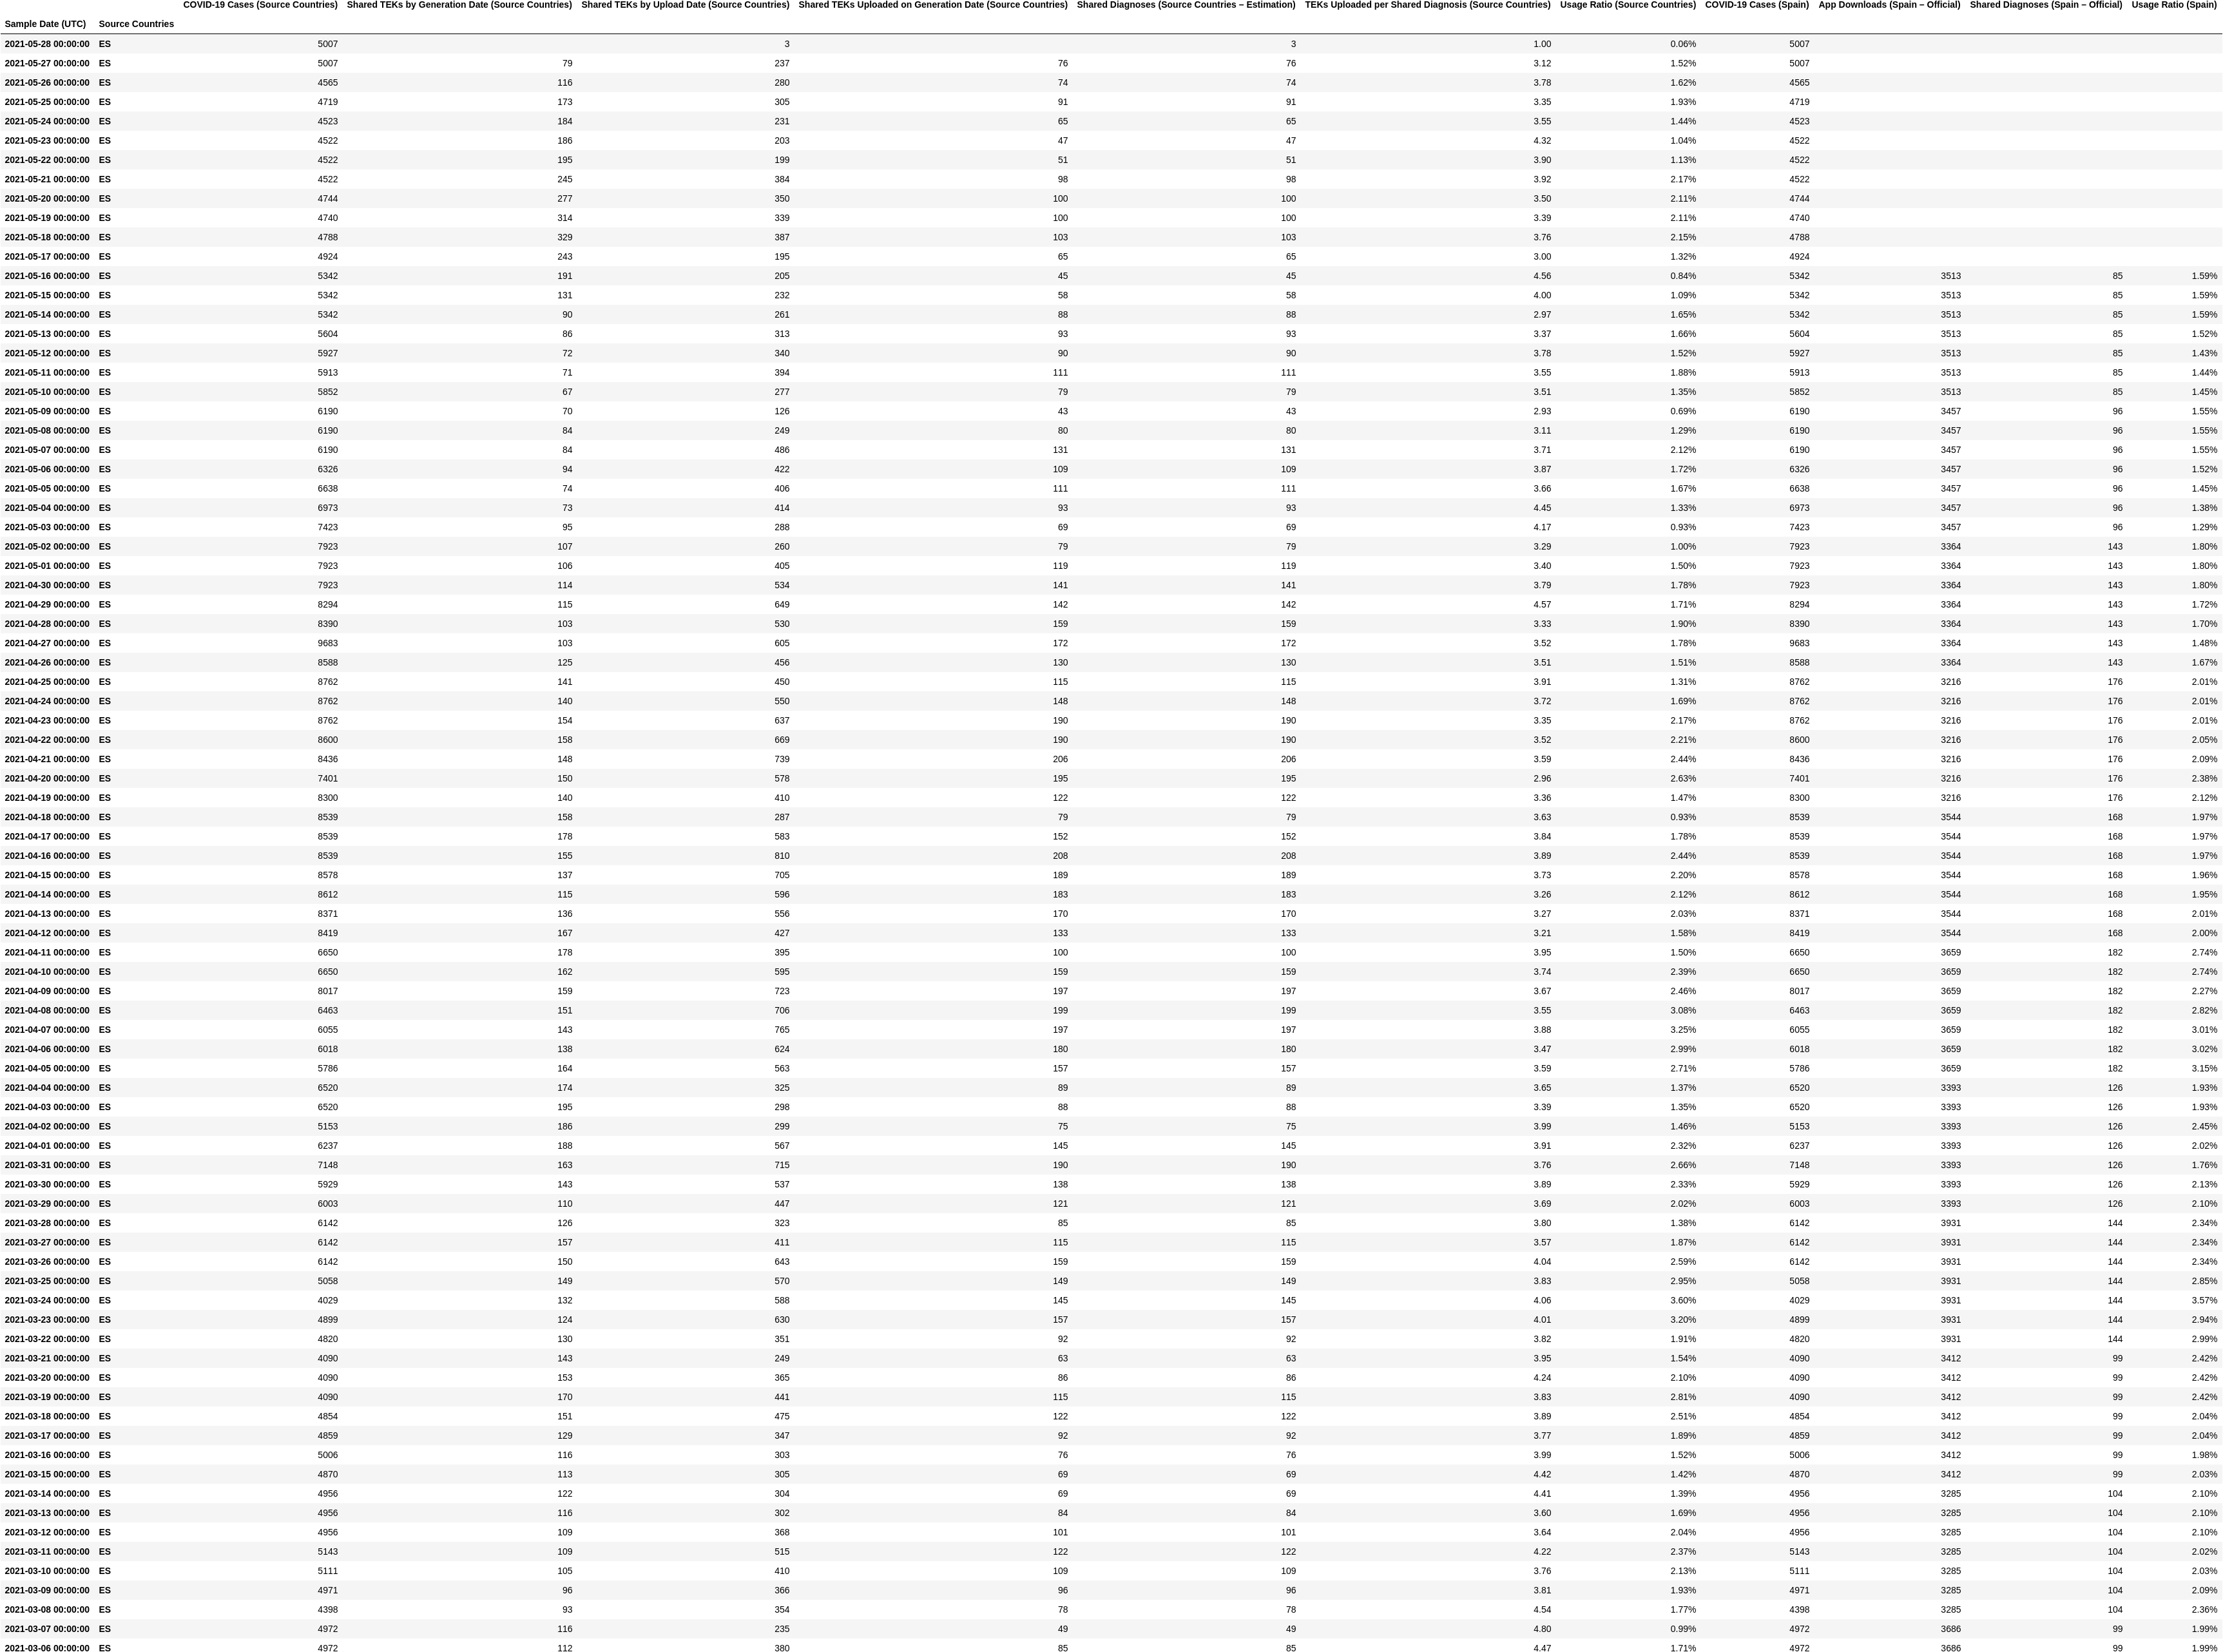 COVID-19 Cases (Source Countries) Shared TEKs by Generation Date (Source Countries) Shared TEKs by Upload Date (Source Countries) Shared TEKs Uploaded on Generation Date (Source Countries) Shared Diagnoses (Source Countries – Estimation) TEKs Uploaded per Shared Diagnosis (Source Countries) Usage Ratio (Source Countries) COVID-19 Cases (Spain) App Downloads (Spain – Official) Shared Diagnoses (Spain – Official) Usage Ratio (Spain)
Sample Date (UTC) Source Countries
2021-05-28 00:00:00 ES 5007 3 3 1.00 0.06% 5007
2021-05-27 00:00:00 ES 5007 79 237 76 76 3.12 1.52% 5007
2021-05-26 00:00:00 ES 4565 116 280 74 74 3.78 1.62% 4565
2021-05-25 00:00:00 ES 4719 173 305 91 91 3.35 1.93% 4719
2021-05-24 00:00:00 ES 4523 184 231 65 65 3.55 1.44% 4523
2021-05-23 00:00:00 ES 4522 186 203 47 47 4.32 1.04% 4522
2021-05-22 00:00:00 ES 4522 195 199 51 51 3.90 1.13% 4522
2021-05-21 00:00:00 ES 4522 245 384 98 98 3.92 2.17% 4522
2021-05-20 00:00:00 ES 4744 277 350 100 100 3.50 2.11% 4744
2021-05-19 00:00:00 ES 4740 314 339 100 100 3.39 2.11% 4740
2021-05-18 00:00:00 ES 4788 329 387 103 103 3.76 2.15% 4788
2021-05-17 00:00:00 ES 4924 243 195 65 65 3.00 1.32% 4924
2021-05-16 00:00:00 ES 5342 191 205 45 45 4.56 0.84% 5342 3513 85 1.59%
2021-05-15 00:00:00 ES 5342 131 232 58 58 4.00 1.09% 5342 3513 85 1.59%
2021-05-14 00:00:00 ES 5342 90 261 88 88 2.97 1.65% 5342 3513 85 1.59%
2021-05-13 00:00:00 ES 5604 86 313 93 93 3.37 1.66% 5604 3513 85 1.52%
2021-05-12 00:00:00 ES 5927 72 340 90 90 3.78 1.52% 5927 3513 85 1.43%
2021-05-11 00:00:00 ES 5913 71 394 111 111 3.55 1.88% 5913 3513 85 1.44%
2021-05-10 00:00:00 ES 5852 67 277 79 79 3.51 1.35% 5852 3513 85 1.45%
2021-05-09 00:00:00 ES 6190 70 126 43 43 2.93 0.69% 6190 3457 96 1.55%
2021-05-08 00:00:00 ES 6190 84 249 80 80 3.11 1.29% 6190 3457 96 1.55%
2021-05-07 00:00:00 ES 6190 84 486 131 131 3.71 2.12% 6190 3457 96 1.55%
2021-05-06 00:00:00 ES 6326 94 422 109 109 3.87 1.72% 6326 3457 96 1.52%
2021-05-05 00:00:00 ES 6638 74 406 111 111 3.66 1.67% 6638 3457 96 1.45%
2021-05-04 00:00:00 ES 6973 73 414 93 93 4.45 1.33% 6973 3457 96 1.38%
2021-05-03 00:00:00 ES 7423 95 288 69 69 4.17 0.93% 7423 3457 96 1.29%
2021-05-02 00:00:00 ES 7923 107 260 79 79 3.29 1.00% 7923 3364 143 1.80%
2021-05-01 00:00:00 ES 7923 106 405 119 119 3.40 1.50% 7923 3364 143 1.80%
2021-04-30 00:00:00 ES 7923 114 534 141 141 3.79 1.78% 7923 3364 143 1.80%
2021-04-29 00:00:00 ES 8294 115 649 142 142 4.57 1.71% 8294 3364 143 1.72%
2021-04-28 00:00:00 ES 8390 103 530 159 159 3.33 1.90% 8390 3364 143 1.70%
2021-04-27 00:00:00 ES 9683 103 605 172 172 3.52 1.78% 9683 3364 143 1.48%
2021-04-26 00:00:00 ES 8588 125 456 130 130 3.51 1.51% 8588 3364 143 1.67%
2021-04-25 00:00:00 ES 8762 141 450 115 115 3.91 1.31% 8762 3216 176 2.01%
2021-04-24 00:00:00 ES 8762 140 550 148 148 3.72 1.69% 8762 3216 176 2.01%
2021-04-23 00:00:00 ES 8762 154 637 190 190 3.35 2.17% 8762 3216 176 2.01%
2021-04-22 00:00:00 ES 8600 158 669 190 190 3.52 2.21% 8600 3216 176 2.05%
2021-04-21 00:00:00 ES 8436 148 739 206 206 3.59 2.44% 8436 3216 176 2.09%
2021-04-20 00:00:00 ES 7401 150 578 195 195 2.96 2.63% 7401 3216 176 2.38%
2021-04-19 00:00:00 ES 8300 140 410 122 122 3.36 1.47% 8300 3216 176 2.12%
2021-04-18 00:00:00 ES 8539 158 287 79 79 3.63 0.93% 8539 3544 168 1.97%
2021-04-17 00:00:00 ES 8539 178 583 152 152 3.84 1.78% 8539 3544 168 1.97%
2021-04-16 00:00:00 ES 8539 155 810 208 208 3.89 2.44% 8539 3544 168 1.97%
2021-04-15 00:00:00 ES 8578 137 705 189 189 3.73 2.20% 8578 3544 168 1.96%
2021-04-14 00:00:00 ES 8612 115 596 183 183 3.26 2.12% 8612 3544 168 1.95%
2021-04-13 00:00:00 ES 8371 136 556 170 170 3.27 2.03% 8371 3544 168 2.01%
2021-04-12 00:00:00 ES 8419 167 427 133 133 3.21 1.58% 8419 3544 168 2.00%
2021-04-11 00:00:00 ES 6650 178 395 100 100 3.95 1.50% 6650 3659 182 2.74%
2021-04-10 00:00:00 ES 6650 162 595 159 159 3.74 2.39% 6650 3659 182 2.74%
2021-04-09 00:00:00 ES 8017 159 723 197 197 3.67 2.46% 8017 3659 182 2.27%
2021-04-08 00:00:00 ES 6463 151 706 199 199 3.55 3.08% 6463 3659 182 2.82%
2021-04-07 00:00:00 ES 6055 143 765 197 197 3.88 3.25% 6055 3659 182 3.01%
2021-04-06 00:00:00 ES 6018 138 624 180 180 3.47 2.99% 6018 3659 182 3.02%
2021-04-05 00:00:00 ES 5786 164 563 157 157 3.59 2.71% 5786 3659 182 3.15%
2021-04-04 00:00:00 ES 6520 174 325 89 89 3.65 1.37% 6520 3393 126 1.93%
2021-04-03 00:00:00 ES 6520 195 298 88 88 3.39 1.35% 6520 3393 126 1.93%
2021-04-02 00:00:00 ES 5153 186 299 75 75 3.99 1.46% 5153 3393 126 2.45%
2021-04-01 00:00:00 ES 6237 188 567 145 145 3.91 2.32% 6237 3393 126 2.02%
2021-03-31 00:00:00 ES 7148 163 715 190 190 3.76 2.66% 7148 3393 126 1.76%
2021-03-30 00:00:00 ES 5929 143 537 138 138 3.89 2.33% 5929 3393 126 2.13%
2021-03-29 00:00:00 ES 6003 110 447 121 121 3.69 2.02% 6003 3393 126 2.10%
2021-03-28 00:00:00 ES 6142 126 323 85 85 3.80 1.38% 6142 3931 144 2.34%
2021-03-27 00:00:00 ES 6142 157 411 115 115 3.57 1.87% 6142 3931 144 2.34%
2021-03-26 00:00:00 ES 6142 150 643 159 159 4.04 2.59% 6142 3931 144 2.34%
2021-03-25 00:00:00 ES 5058 149 570 149 149 3.83 2.95% 5058 3931 144 2.85%
2021-03-24 00:00:00 ES 4029 132 588 145 145 4.06 3.60% 4029 3931 144 3.57%
2021-03-23 00:00:00 ES 4899 124 630 157 157 4.01 3.20% 4899 3931 144 2.94%
2021-03-22 00:00:00 ES 4820 130 351 92 92 3.82 1.91% 4820 3931 144 2.99%
2021-03-21 00:00:00 ES 4090 143 249 63 63 3.95 1.54% 4090 3412 99 2.42%
2021-03-20 00:00:00 ES 4090 153 365 86 86 4.24 2.10% 4090 3412 99 2.42%
2021-03-19 00:00:00 ES 4090 170 441 115 115 3.83 2.81% 4090 3412 99 2.42%
2021-03-18 00:00:00 ES 4854 151 475 122 122 3.89 2.51% 4854 3412 99 2.04%
2021-03-17 00:00:00 ES 4859 129 347 92 92 3.77 1.89% 4859 3412 99 2.04%
2021-03-16 00:00:00 ES 5006 116 303 76 76 3.99 1.52% 5006 3412 99 1.98%
2021-03-15 00:00:00 ES 4870 113 305 69 69 4.42 1.42% 4870 3412 99 2.03%
2021-03-14 00:00:00 ES 4956 122 304 69 69 4.41 1.39% 4956 3285 104 2.10%
2021-03-13 00:00:00 ES 4956 116 302 84 84 3.60 1.69% 4956 3285 104 2.10%
2021-03-12 00:00:00 ES 4956 109 368 101 101 3.64 2.04% 4956 3285 104 2.10%
2021-03-11 00:00:00 ES 5143 109 515 122 122 4.22 2.37% 5143 3285 104 2.02%
2021-03-10 00:00:00 ES 5111 105 410 109 109 3.76 2.13% 5111 3285 104 2.03%
2021-03-09 00:00:00 ES 4971 96 366 96 96 3.81 1.93% 4971 3285 104 2.09%
2021-03-08 00:00:00 ES 4398 93 354 78 78 4.54 1.77% 4398 3285 104 2.36%
2021-03-07 00:00:00 ES 4972 116 235 49 49 4.80 0.99% 4972 3686 99 1.99%
2021-03-06 00:00:00 ES 4972 112 380 85 85 4.47 1.71% 4972 3686 99 1.99%